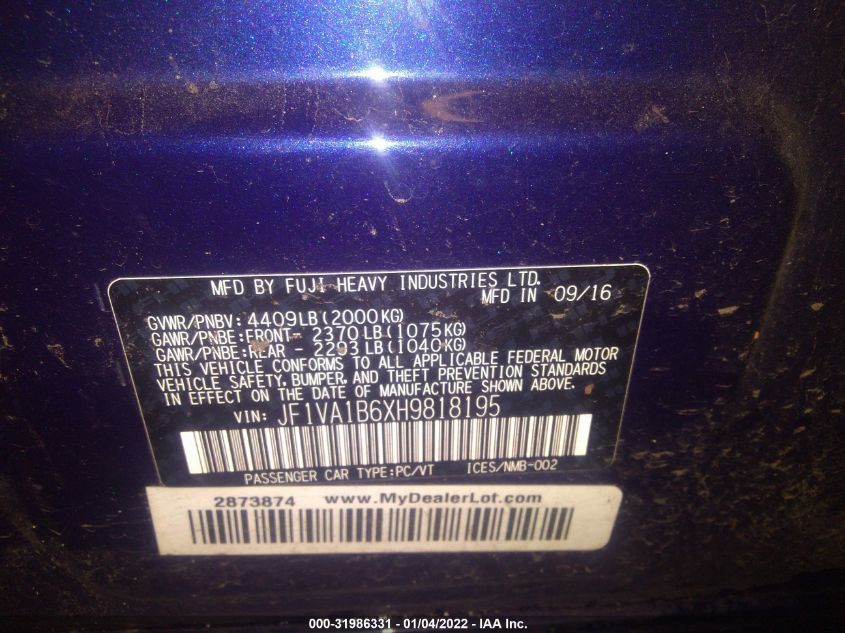 MFD BY FUJI HEAVY INDUSTRIES LTD.
MFD IN 09/16
GVWR/PNBV: 4409LB(2000KG)
GAWR/PNBE:FRONT- 2370LB(1075KG)
GAWR/PNBE:REAR - 2293LB(1040KG)
THIS VEHICLE CONFORMS TO ALL APPLICABLE FEDERAL MOTOR
VEHICLE SAFETY, BUMPER, AND THEFT PREVENTION STANDARDS
IN EFFECT ON THE DATE OF MANUFACTURE SHOWN ABOVE.
VIN: JF1VA1B6XH9818195
PASSENGER CAR TYPE:PC/VT ICES/NMB-002
2873874 www.MyDealerLot.com
000-31986331 - 01/04/2022 - IAA Inc.